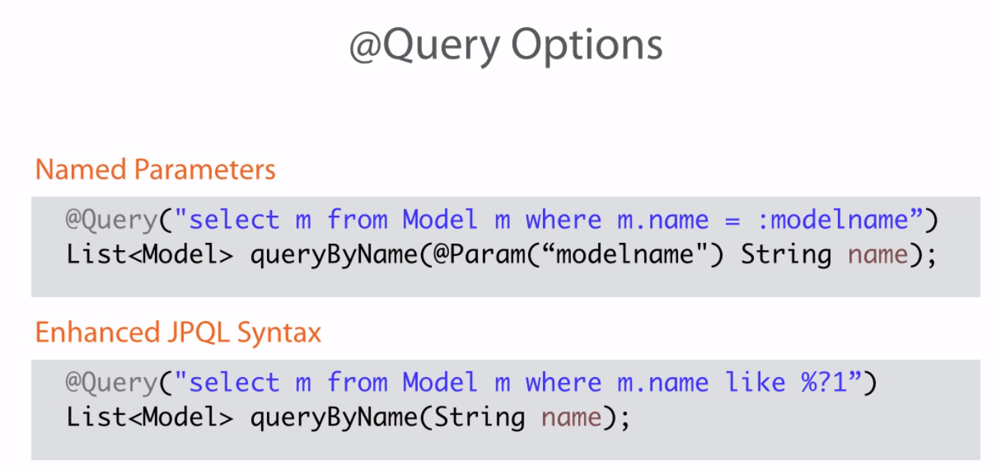 @Query Options
Named Parameters
@Query("select m from Model m where m.name = :modelname”)
List<Model> queryByName(@Param(“modelname") String name);
Enhanced JPQL Syntax
@Query("select m from Model m where m.name like %?1”)
List<Model> queryByName(String name);